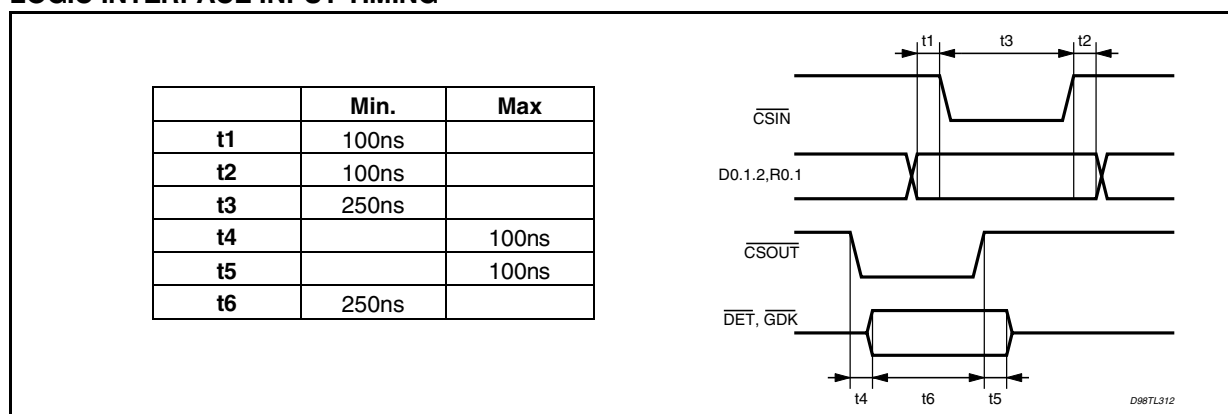 LOGIC INTERFACE INPUT TIMING
Min. Max
t1 100ns
t2 100ns
t3 250ns
t4 100ns
t5 100ns
t6 250ns
t1 t3 t2
CSIN
D0.1.2,R0.1
CSOUT
DET, GDK
t4 t6 t5
D98TL312